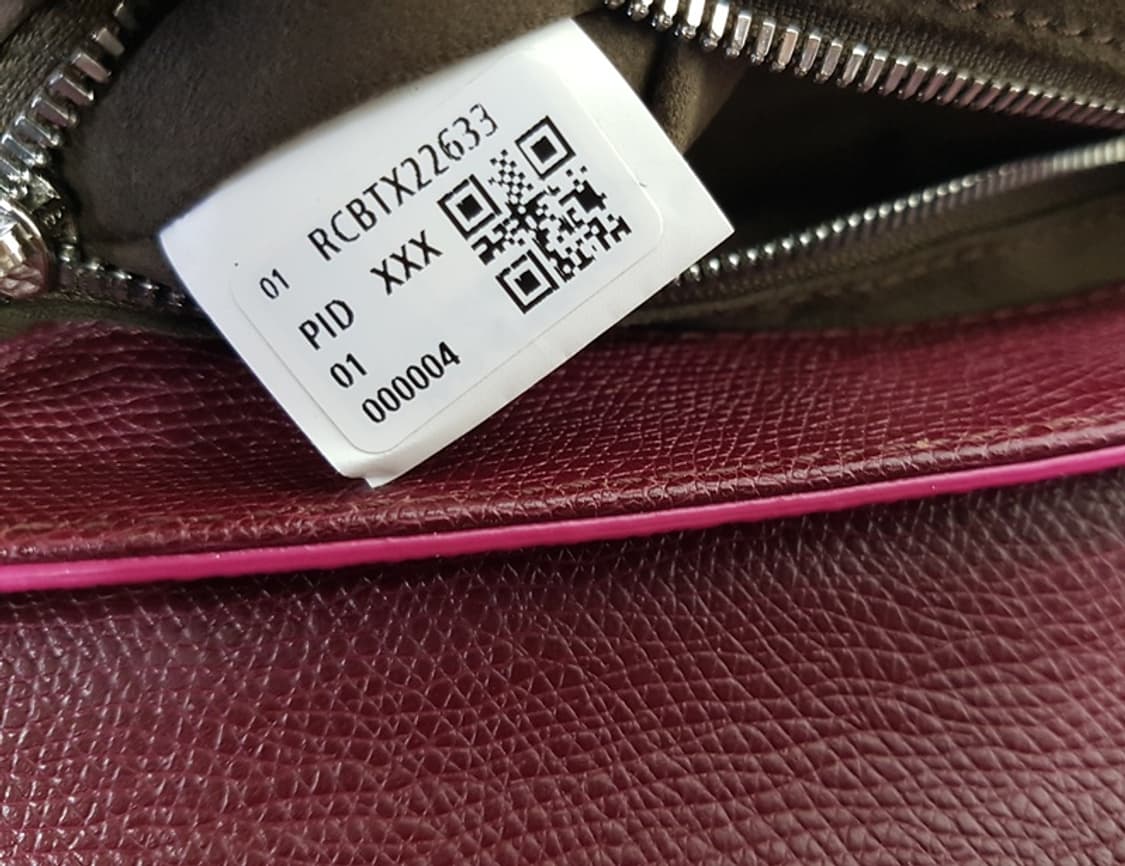 01 RCBTX22633
PID XXX
01
000004